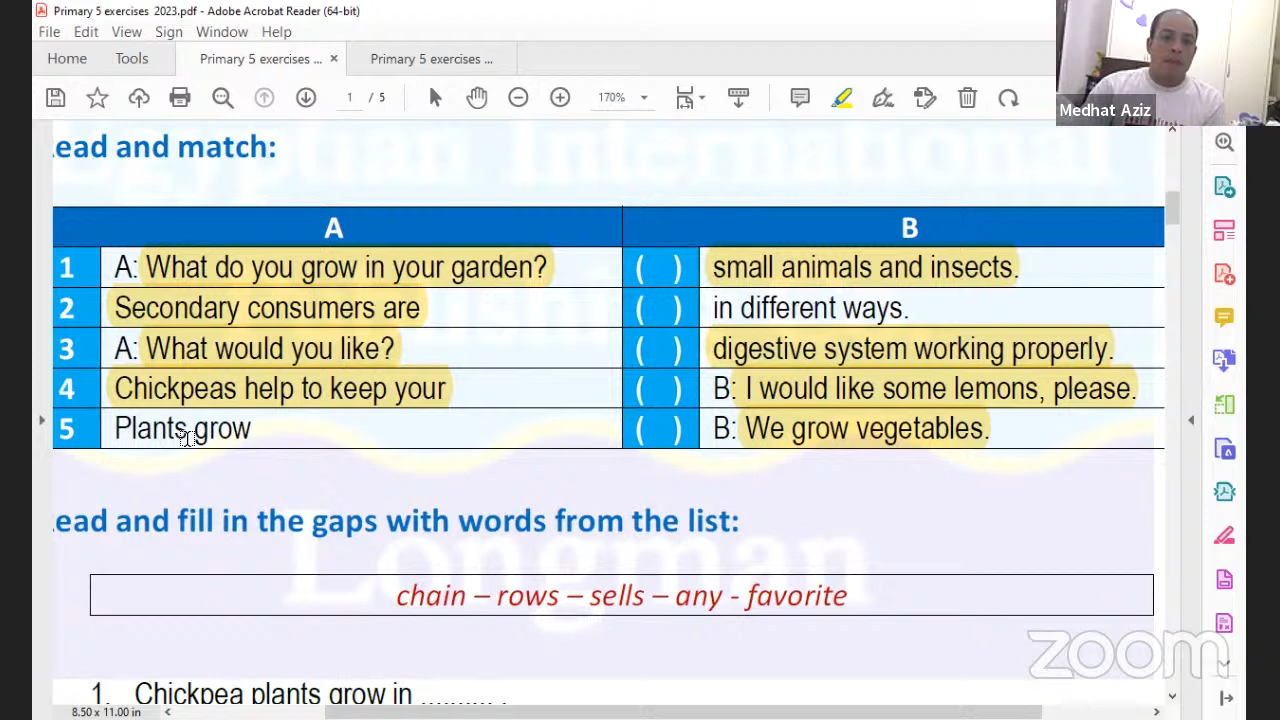 Primary 5 exercises 2023.pdf - Adobe Acrobat Reader (64-bit)
File Edit View Sign Window Help
Home Tools Primary 5 exercises ... × Primary 5 exercises ...
1 / 5 170%
Medhat Aziz
Egyptian International
ead and match:
A B
1 A: What do you grow in your garden? ( ) small animals and insects.
2 Secondary consumers are ( ) in different ways.
3 A: What would you like? ( ) digestive system working properly.
4 Chickpeas help to keep your ( ) B: I would like some lemons, please.
5 Plants grow ( ) B: We grow vegetables.
ead and fill in the gaps with words from the list:
Longman
chain – rows – sells – any - favorite
zoom
1. Chickpea plants grow in ........ .
8.50 x 11.00 in